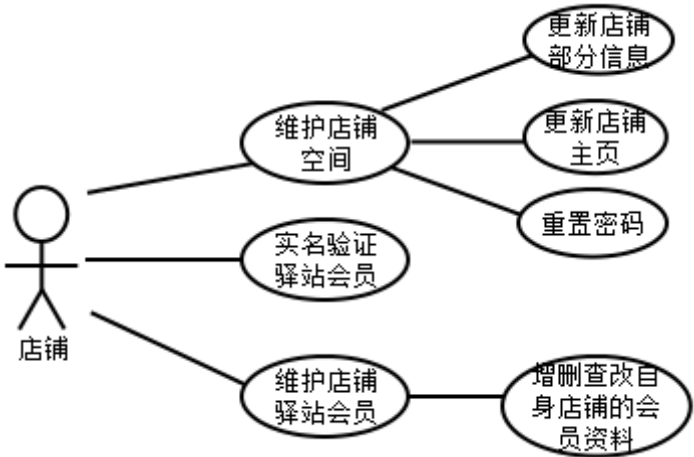 更新店铺
部分信息
维护店铺
空间
更新店铺
主页
重置密码
实名验证
驿站会员
店铺
维护店铺
驿站会员
增删查改自
身店铺的会
员资料